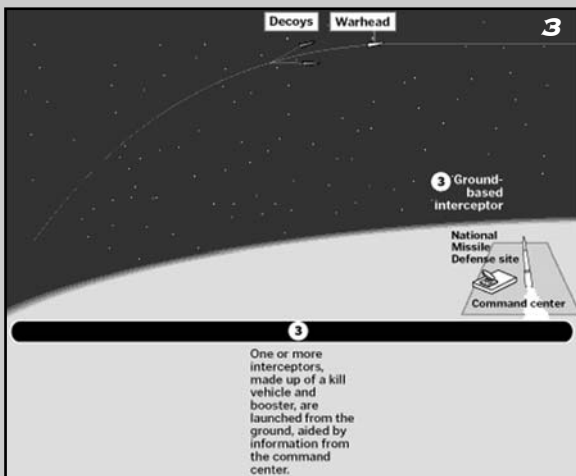 3
Decoys
Warhead
3 Ground-
based
interceptor
National
Missile
Defense site
Command center
3
One or more
interceptors,
made up of a kill
vehicle and
booster, are
launched from the
ground, aided by
information from
the command
center.